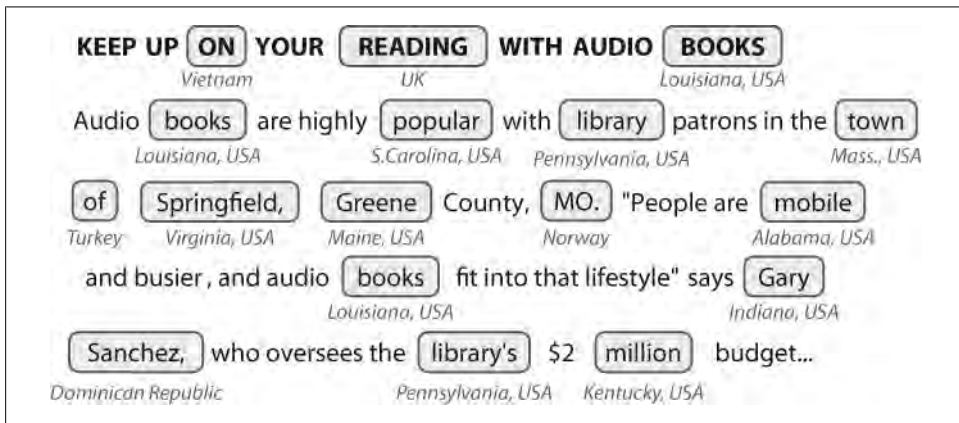 KEEP UP ON YOUR READING WITH AUDIO BOOKS
Vietnam UK Louisiana, USA
Audio books are highly popular with library patrons in the town
Louisiana, USA S.Carolina, USA Pennsylvania, USA Mass., USA
of Springfield, Greene County, MO. "People are mobile
Turkey Virginia, USA Maine, USA Norway Alabama, USA
and busier, and audio books fit into that lifestyle" says Gary
Louisiana, USA Indiana, USA
Sanchez, who oversees the library's $2 million budget...
Dominican Republic Pennsylvania, USA Kentucky, USA